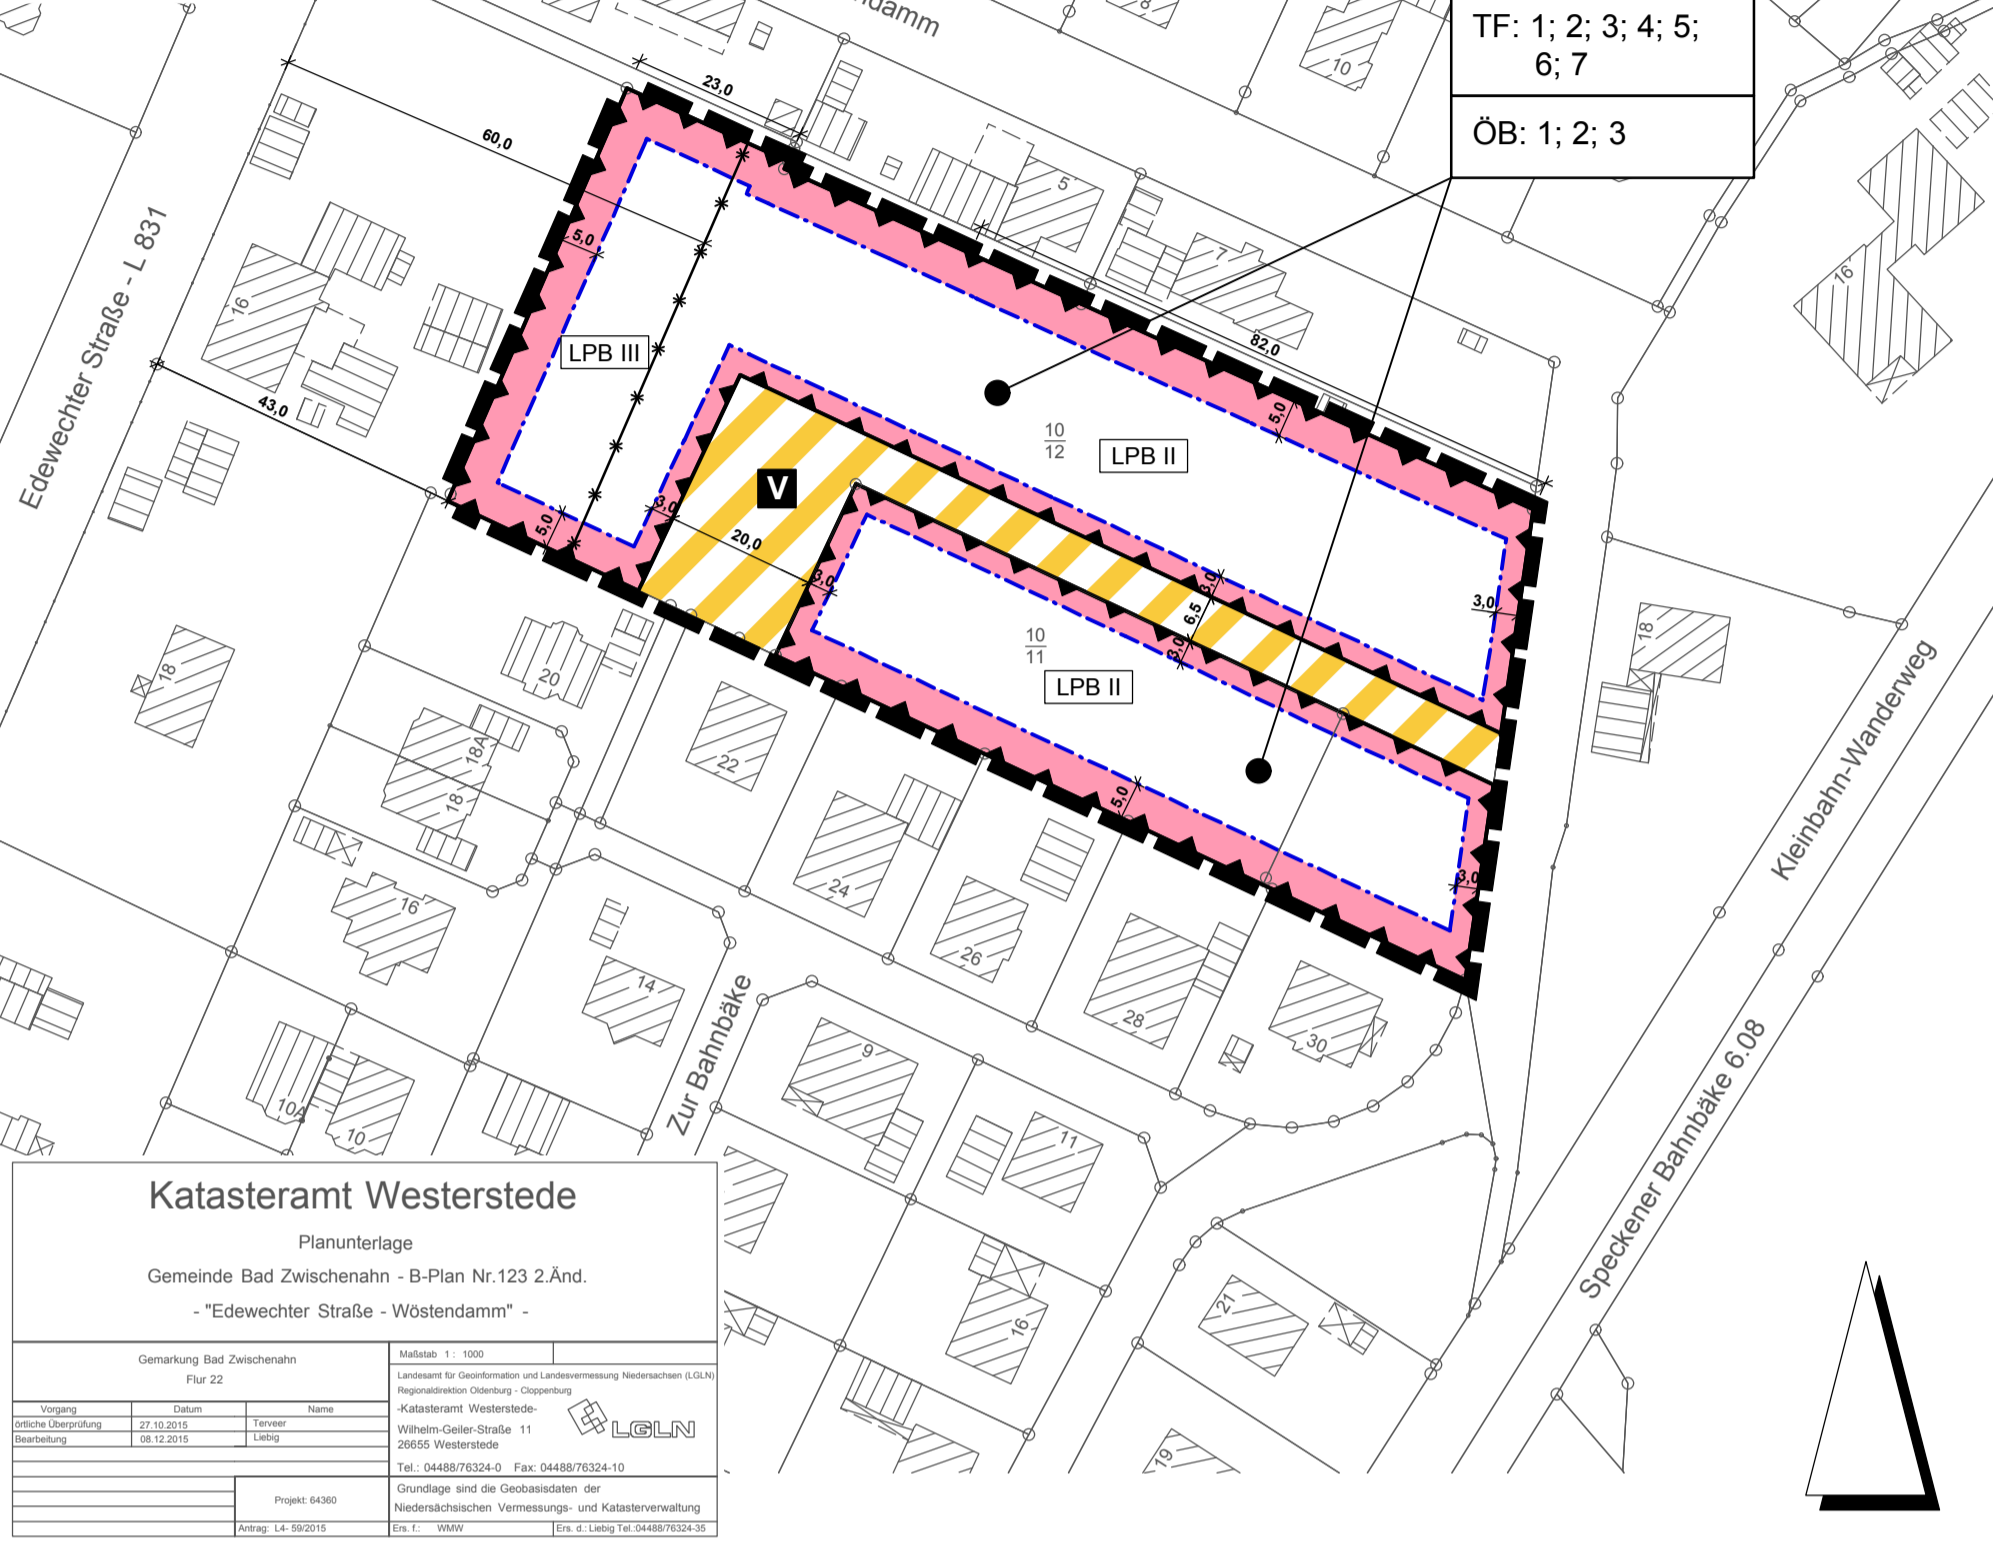 ndamm
TF: 1; 2; 3; 4; 5;
6; 7
ÖB: 1; 2; 3
8
10
23,0
60,0
5
7
16
Edewechter Straße - L 831
16
5,0
LPB III
82,0
5,0
43,0
10
12
LPB II
V
3,0
20,0
5,0
3,0
3,0
6,5
3,0
3,0
10
11
LPB II
18
18
20
22
18A
18
5,0
3,0
24
26
28
30
16
14
Kleinbahn-Wanderweg
Speckener Bahnbäke 6.08
Zur Bahnbäke
9
11
10A
10
16
21
19
Katasteramt Westerstede
Planunterlage
Gemeinde Bad Zwischenahn - B-Plan Nr.123 2.Änd.
- "Edewechter Straße - Wöstendamm" -
Gemarkung Bad Zwischenahn
Flur 22
Maßstab 1 : 1000
Landesamt für Geoinformation und Landesvermessung Niedersachsen (LGLN)
Regionaldirektion Oldenburg - Cloppenburg
-Katasteramt Westerstede-
Wilhelm-Geiler-Straße 11
26655 Westerstede
LGLN
Tel.: 04488/76324-0 Fax: 04488/76324-10
Vorgang Datum Name
örtliche Überprüfung 27.10.2015 Terveer
Bearbeitung 08.12.2015 Liebig
Projekt: 64360
Grundlage sind die Geobasisdaten der
Niedersächsischen Vermessungs- und Katasterverwaltung
Antrag: L4- 59/2015
Ers. f.: WMW
Ers. d.: Liebig Tel.:04488/76324-35